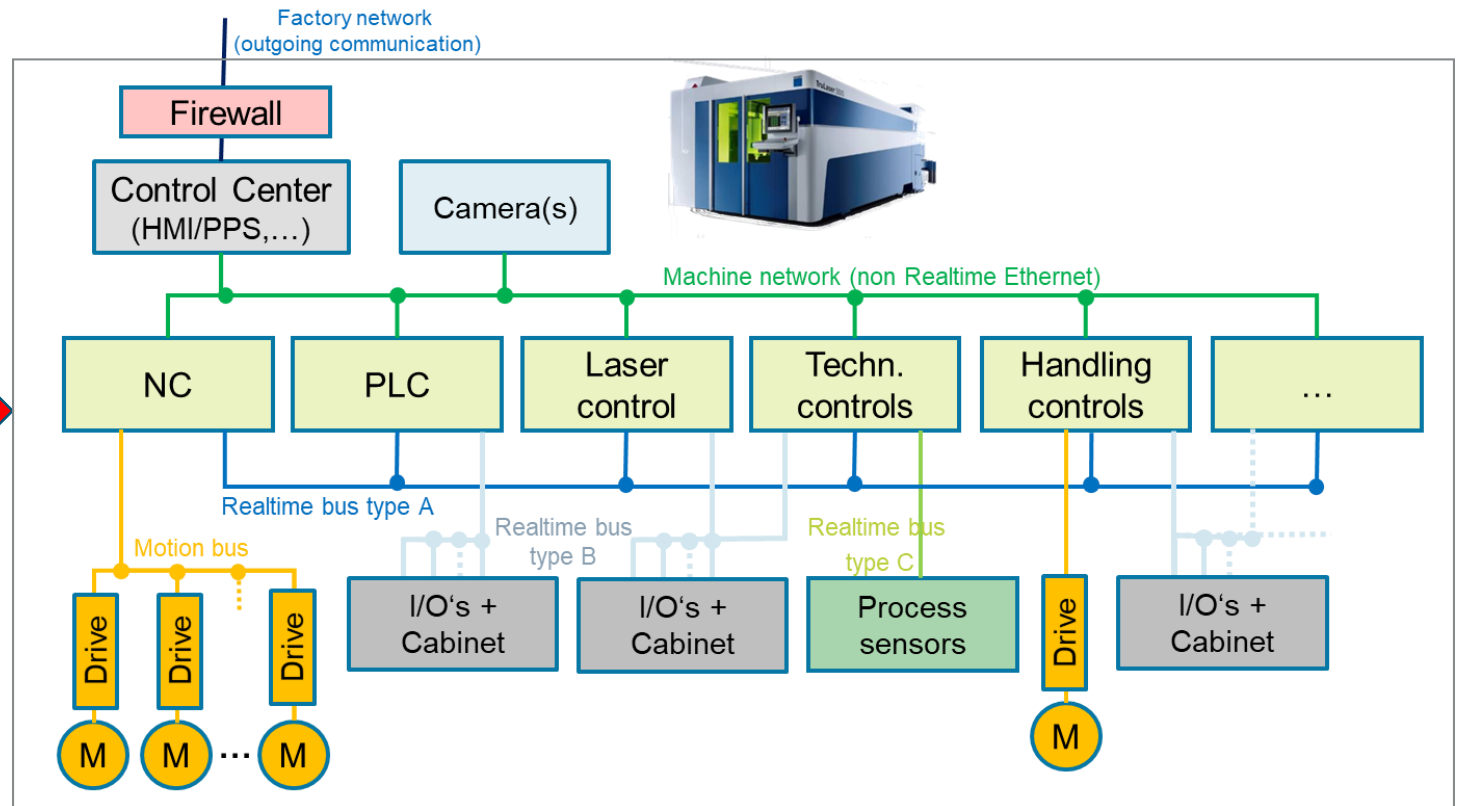 Factory network
(outgoing communication)
Firewall
Control Center
(HMI/PPS,…)
Camera(s)
TruLaser
Machine network (non Realtime Ethernet)
NC
PLC
Laser
control
Techn.
controls
Handling
controls
…
Realtime bus type A
Motion bus
Realtime bus
type B
Realtime bus
type C
Drive
Drive
Drive
I/O‘s +
Cabinet
I/O‘s +
Cabinet
Process
sensors
Drive
I/O‘s +
Cabinet
M
M
…
M
M